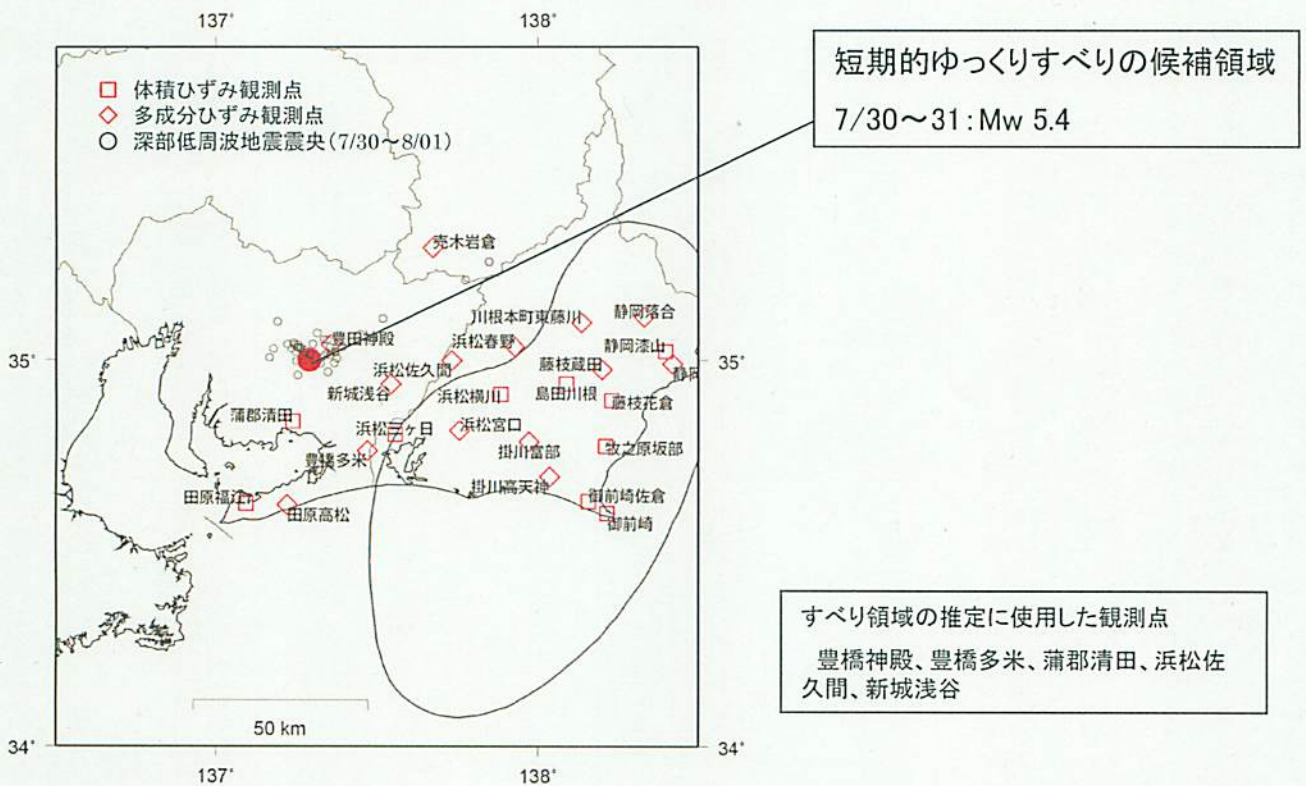 137° 138°
短期的ゆっくりすべりの候補領域
7/30～31：Mw 5.4
体積ひずみ観測点
多成分ひずみ観測点
深部低周波地震震央（7/30～8/01）
売木岩倉
静岡落合
川根本町東藤川
豊田神殿
浜松春野
静岡漆山
35° 35°
浜松佐久間
藤枝蔵田
静岡
新城浅谷
浜松横川
島田川根
藤枝花倉
蒲郡清田
浜松三ヶ日
浜松宮口
豊橋多米
掛川富部
牧之原坂部
掛川高天神
田原福江
田原高松
御前崎佐倉
御前崎
すべり領域の推定に使用した観測点
豊橋神殿、豊橋多米、蒲郡清田、浜松佐
久間、新城浅谷
50 km
34° 34°
137° 138°